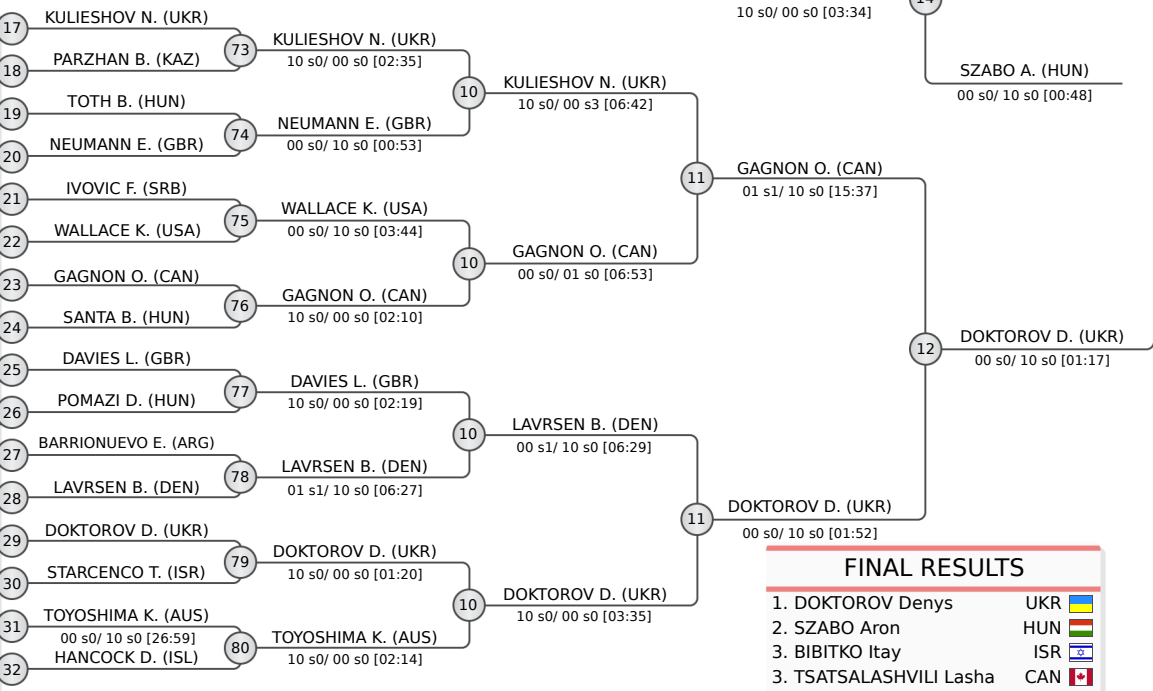 KULIESHOV N. (UKR)
17
PARZHAN B. (KAZ)
18
73
KULIESHOV N. (UKR)
10 s0/ 00 s0 [02:35]
TOTH B. (HUN)
19
NEUMANN E. (GBR)
20
74
NEUMANN E. (GBR)
00 s0/ 10 s0 [00:53]
10
KULIESHOV N. (UKR)
10 s0/ 00 s3 [06:42]
IVOVIC F. (SRB)
21
WALLACE K. (USA)
22
75
WALLACE K. (USA)
00 s0/ 10 s0 [03:44]
GAGNON O. (CAN)
23
SANTA B. (HUN)
24
76
GAGNON O. (CAN)
10 s0/ 00 s0 [02:10]
10
GAGNON O. (CAN)
00 s0/ 01 s0 [06:53]
11
GAGNON O. (CAN)
01 s1/ 10 s0 [15:37]
DAVIES L. (GBR)
25
POMAZI D. (HUN)
26
77
DAVIES L. (GBR)
10 s0/ 00 s0 [02:19]
BARRIONUEVO E. (ARG)
27
LAVRSEN B. (DEN)
28
78
LAVRSEN B. (DEN)
01 s1/ 10 s0 [06:27]
10
LAVRSEN B. (DEN)
00 s1/ 10 s0 [06:29]
DOKTOROV D. (UKR)
29
STARCENCO T. (ISR)
30
79
DOKTOROV D. (UKR)
10 s0/ 00 s0 [01:20]
TOYOSHIMA K. (AUS)
31
00 s0/ 10 s0 [26:59]
HANCOCK D. (ISL)
32
80
TOYOSHIMA K. (AUS)
10 s0/ 00 s0 [02:14]
10
DOKTOROV D. (UKR)
10 s0/ 00 s0 [03:35]
11
DOKTOROV D. (UKR)
00 s0/ 10 s0 [01:52]
12
DOKTOROV D. (UKR)
00 s0/ 10 s0 [01:17]
10 s0/ 00 s0 [03:34]
14
SZABO A. (HUN)
00 s0/ 10 s0 [00:48]
FINAL RESULTS
1. DOKTOROV Denys UKR
2. SZABO Aron HUN
3. BIBITKO Itay ISR
3. TSATSALASHVILI Lasha CAN